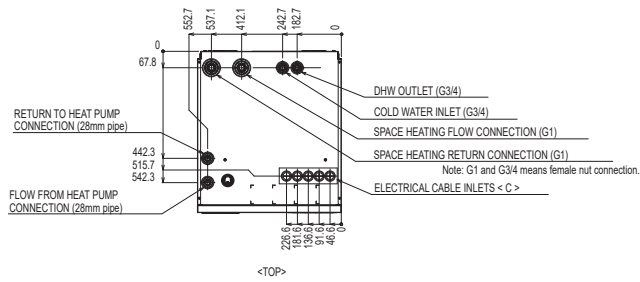 552.7
537.1
412.1
242.7
182.7
0
0
67.8
DHW OUTLET (G3/4)
COLD WATER INLET (G3/4)
RETURN TO HEAT PUMP
CONNECTION (28mm pipe)
SPACE HEATING FLOW CONNECTION (G1)
SPACE HEATING RETURN CONNECTION (G1)
Note: G1 and G3/4 means female nut connection.
442.3
515.7
542.3
FLOW FROM HEAT PUMP
CONNECTION (28mm pipe)
ELECTRICAL CABLE INLETS < C >
226.6
181.6
136.6
91.6
46.6
0
<TOP>